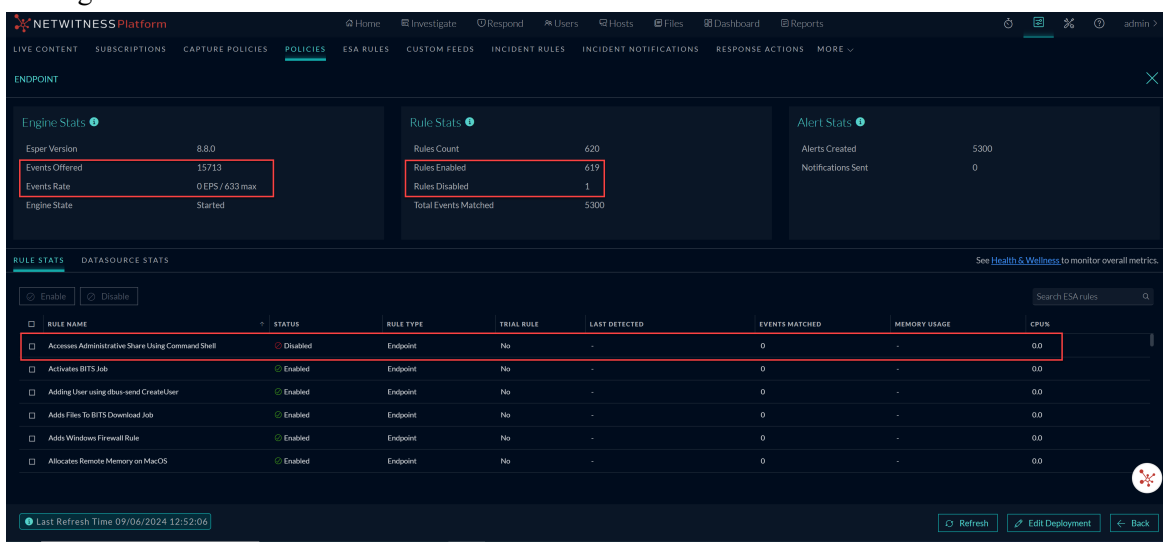 NETWITNESS Platform
Home Investigate Respond Users Hosts Files Dashboard Reports admin >
LIVE CONTENT SUBSCRIPTIONS CAPTURE POLICIES POLICIES ESA RULES CUSTOM FEEDS INCIDENT RULES INCIDENT NOTIFICATIONS RESPONSE ACTIONS MORE
ENDPOINT
Engine Stats Rule Stats Alert Stats
Esper Version 8.8.0 Rules Count 620 Alerts Created 5300
Events Offered 15713 Rules Enabled 619 Notifications Sent 0
Events Rate 0 EPS / 633 max Rules Disabled 1
Engine State Started Total Events Matched 5300
RULE STATS DATASOURCE STATS See Health & Wellness to monitor overall metrics.
Enable Disable Search ESA rules
RULE NAME ↑ STATUS RULE TYPE TRIAL RULE LAST DETECTED EVENTS MATCHED MEMORY USAGE CPU%
Accesses Administrative Share Using Command Shell Disabled Endpoint No - 0 - 0.0
Activates BITS Job Enabled Endpoint No - 0 - 0.0
Adding User using dbus-send CreateUser Enabled Endpoint No - 0 - 0.0
Adds Files To BITS Download Job Enabled Endpoint No - 0 - 0.0
Adds Windows Firewall Rule Enabled Endpoint No - 0 - 0.0
Allocates Remote Memory on MacOS Enabled Endpoint No - 0 - 0.0
Last Refresh Time 09/06/2024 12:52:06 Refresh Edit Deployment ← Back